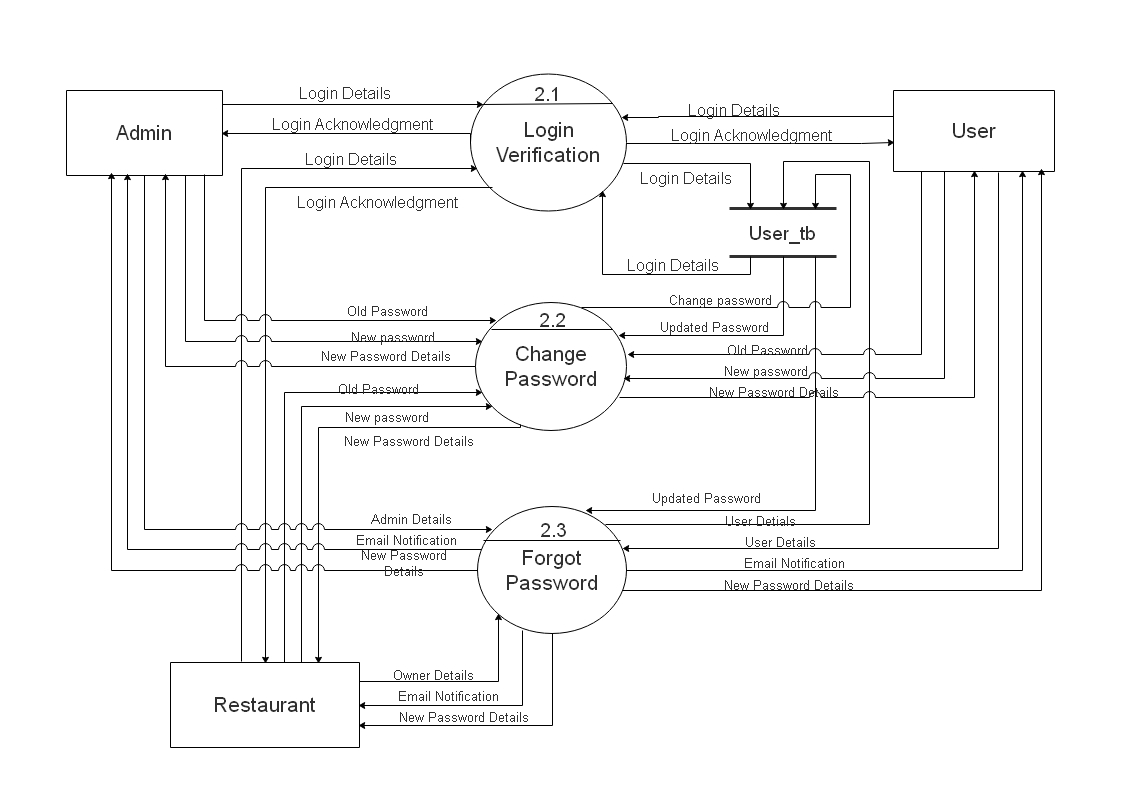 Admin
2.1
Login
Verification
User
Login Details
Login Acknowledgment
Login Details
Login Acknowledgment
Login Details
Login Acknowledgment
Login Details
User_tb
Login Details
2.2
Change
Password
Old Password
New password
New Password Details
Old Password
New password
New Password Details
Change password
Updated Password
Old Password
New password
New Password Details
2.3
Forgot
Password
Admin Details
Email Notification
New Password
Details
Updated Password
User Detials
User Details
Email Notification
New Password Details
Restaurant
Owner Details
Email Notification
New Password Details